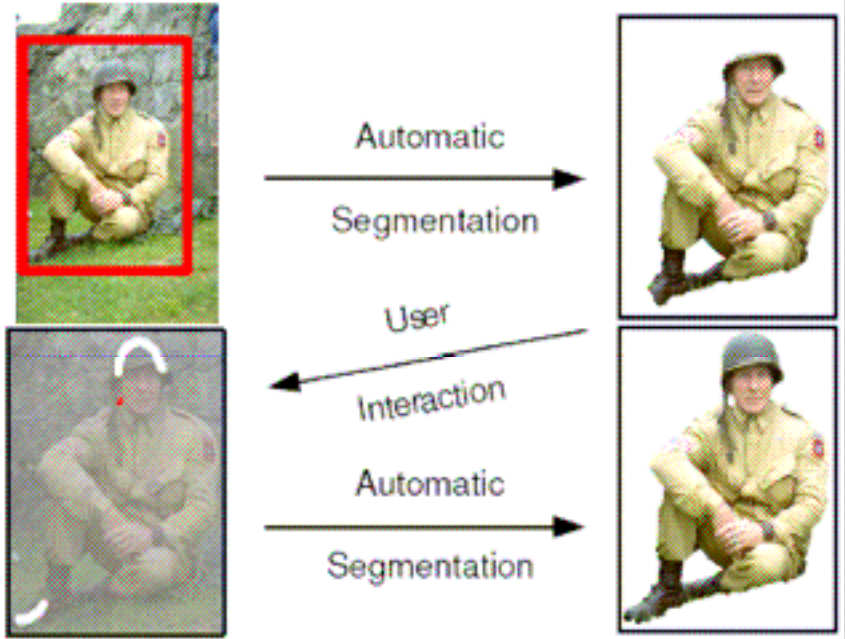 Automatic
Segmentation
User
Interaction
Automatic
Segmentation